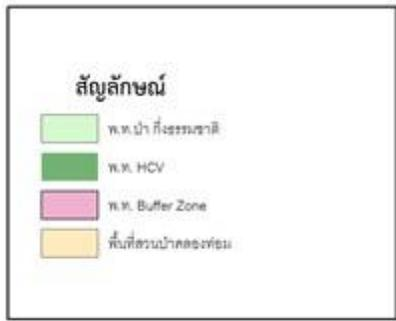 สัญลักษณ์
พ.ท.ป่า กึ่งธรรมชาติ
พ.ท. HCV
พ.ท. Buffer Zone
พื้นที่สวนป่าคลองท่อม